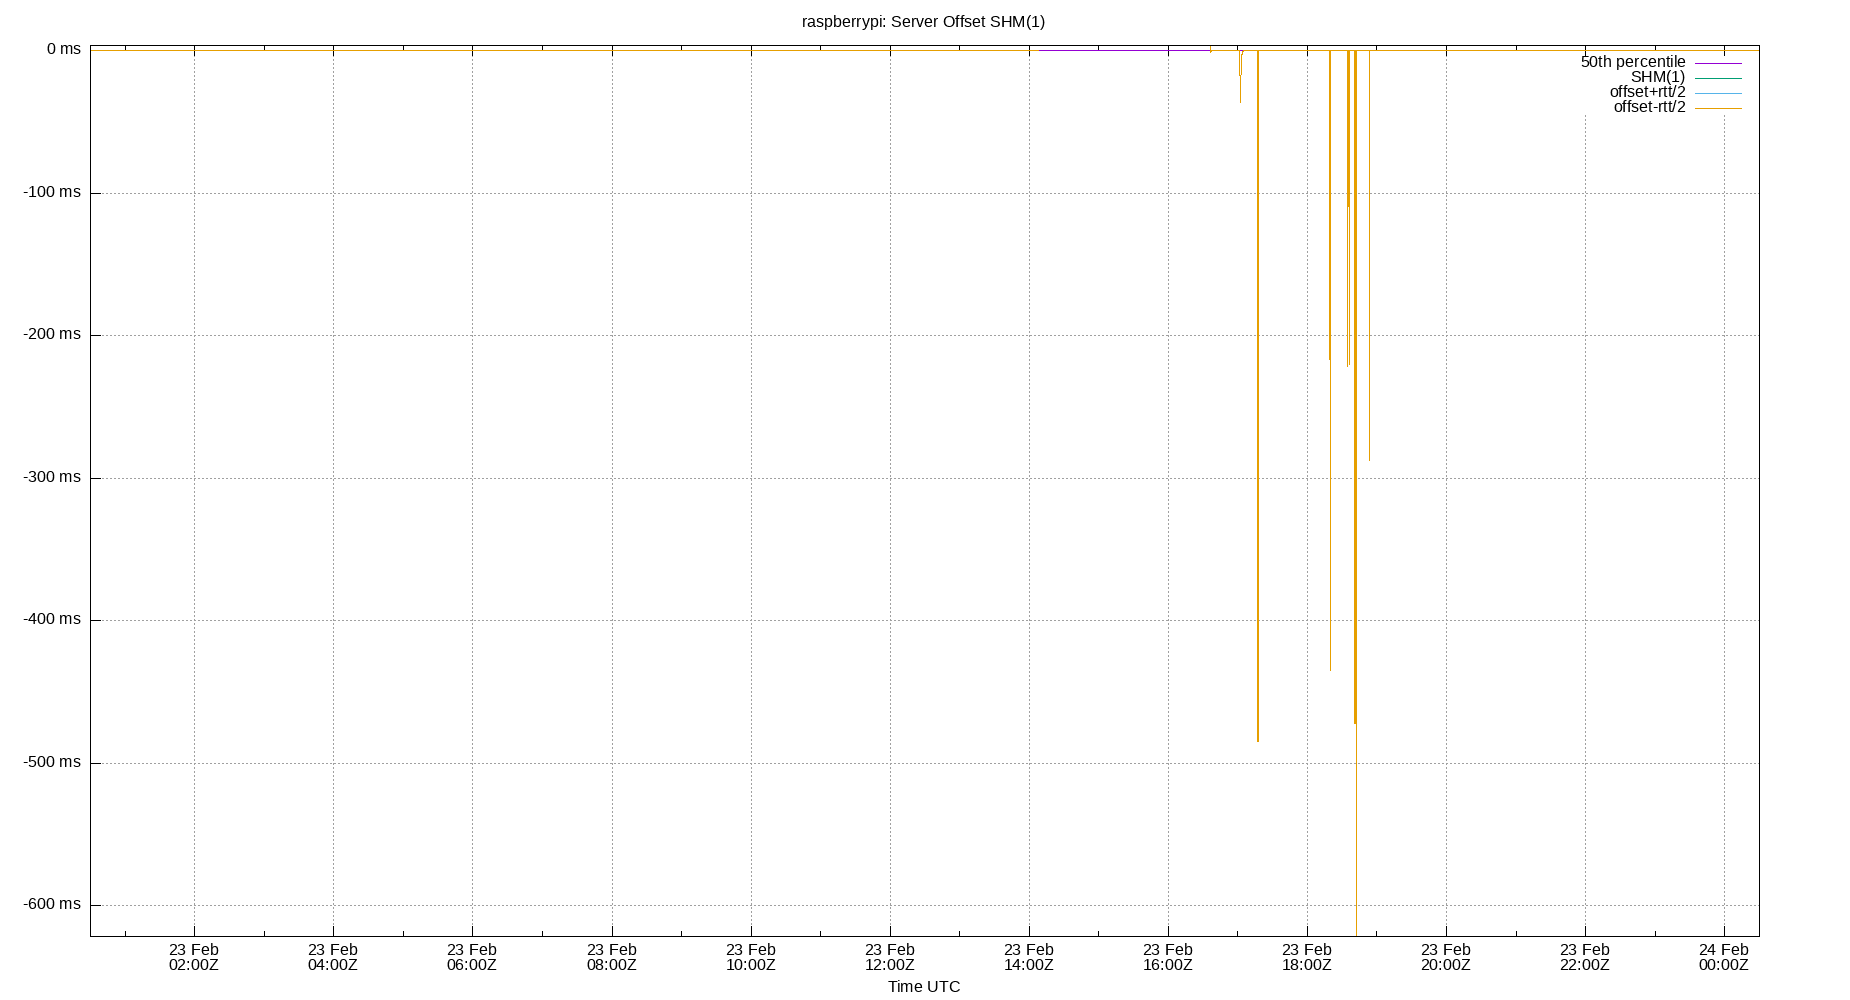 raspberrypi: Server Offset SHM(1)
0 ms
-100 ms
-200 ms
-300 ms
-400 ms
-500 ms
-600 ms
50th percentile
SHM(1)
offset+rtt/2
offset-rtt/2
23 Feb 23 Feb 23 Feb 23 Feb 23 Feb 23 Feb 23 Feb 23 Feb 23 Feb 23 Feb 23 Feb 24 Feb
02:00Z 04:00Z 06:00Z 08:00Z 10:00Z 12:00Z 14:00Z 16:00Z 18:00Z 20:00Z 22:00Z 00:00Z
Time UTC